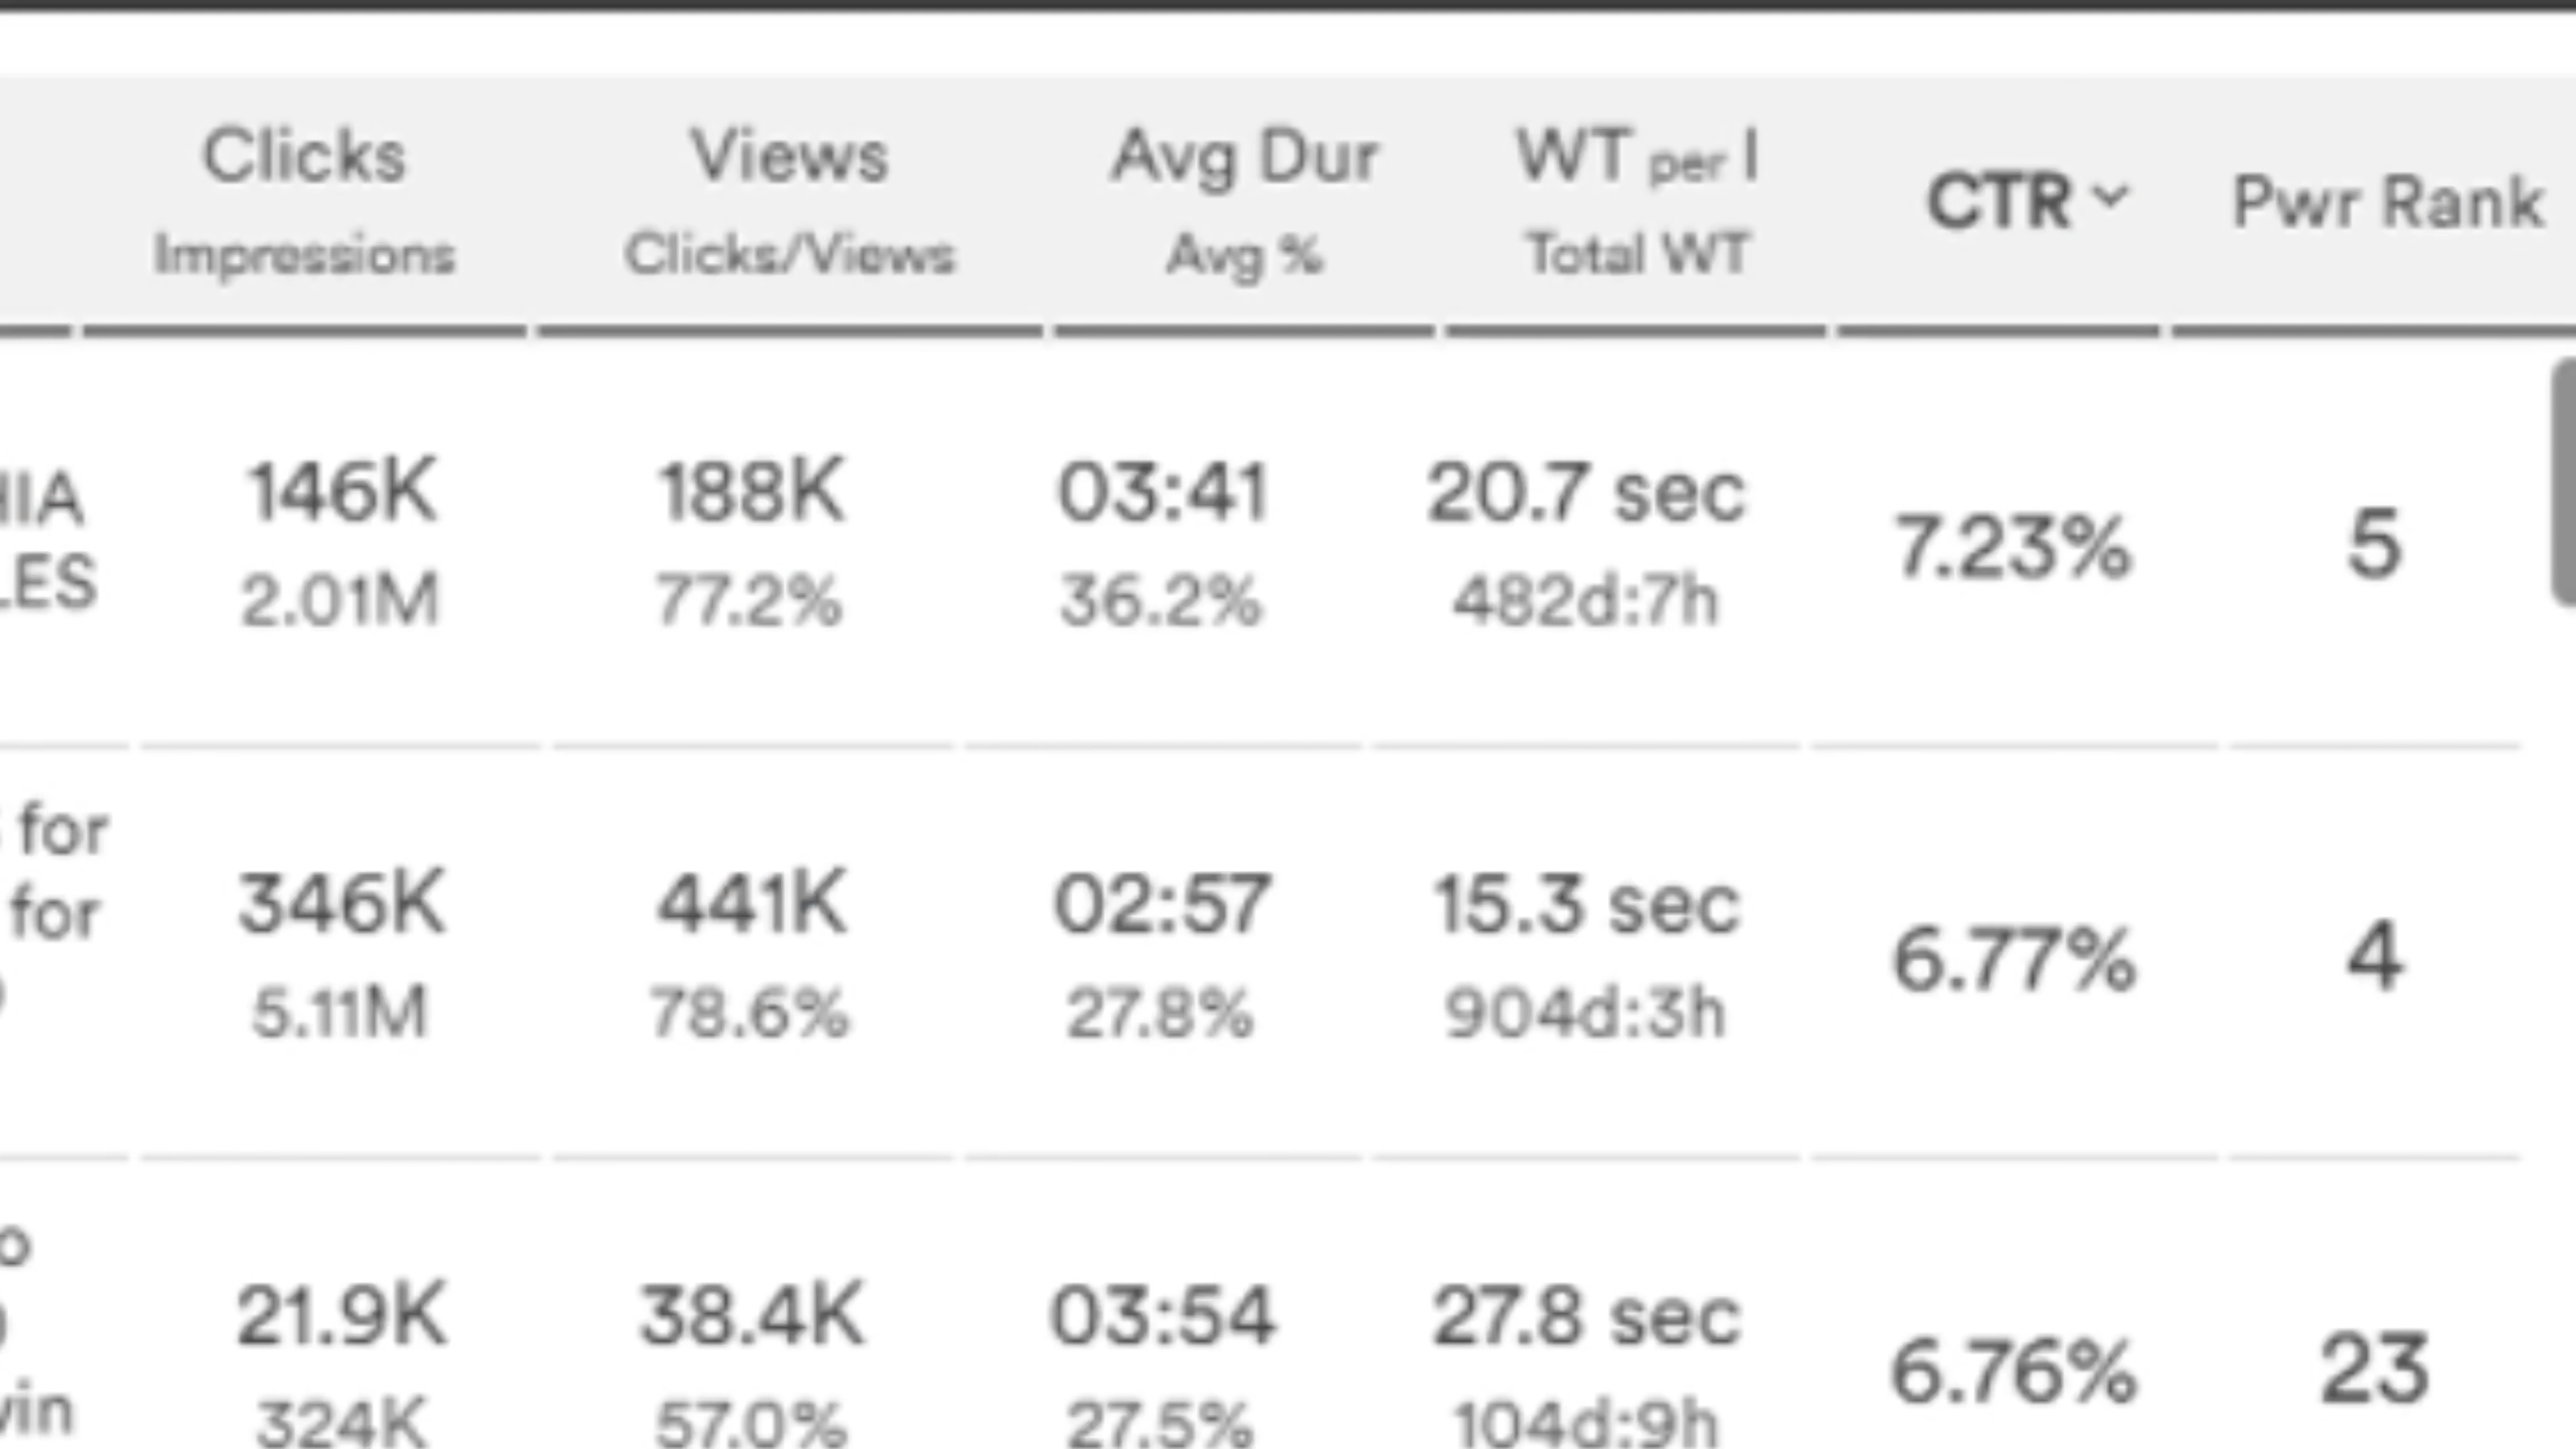 Clicks Views Avg Dur WT per I CTR Pwr Rank
Impressions Clicks/Views Avg % Total WT
HIA 146K 188K 03:41 20.7 sec 7.23% 5
LES 2.01M 77.2% 36.2% 482d:7h
for
for 346K 441K 02:57 15.3 sec 6.77% 4
5.11M 78.6% 27.8% 904d:3h
o
21.9K 38.4K 03:54 27.8 sec 6.76% 23
vin 324K 57.0% 27.5% 104d:9h